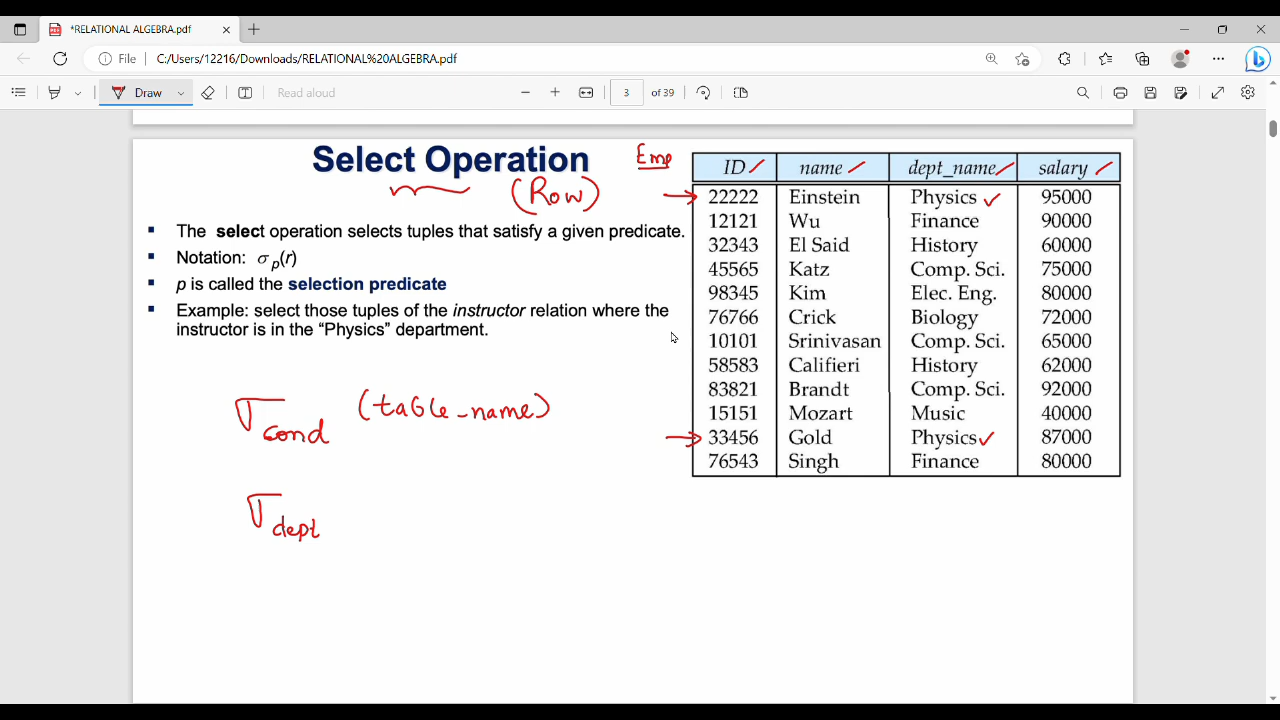 *RELATIONAL ALGEBRA.pdf
File | C:/Users/12216/Downloads/RELATIONAL%20ALGEBRA.pdf
Draw
Read aloud
3 of 39
Select Operation
(Row)
Emp
▪ The select operation selects tuples that satisfy a given predicate.
▪ Notation: σp(r)
▪ p is called the selection predicate
▪ Example: select those tuples of the instructor relation where the
instructor is in the “Physics” department.
σcond (table_name)
σdept
ID name dept_name salary
22222 Einstein Physics 95000
12121 Wu Finance 90000
32343 El Said History 60000
45565 Katz Comp. Sci. 75000
98345 Kim Elec. Eng. 80000
76766 Crick Biology 72000
10101 Srinivasan Comp. Sci. 65000
58583 Califieri History 62000
83821 Brandt Comp. Sci. 92000
15151 Mozart Music 40000
33456 Gold Physics 87000
76543 Singh Finance 80000